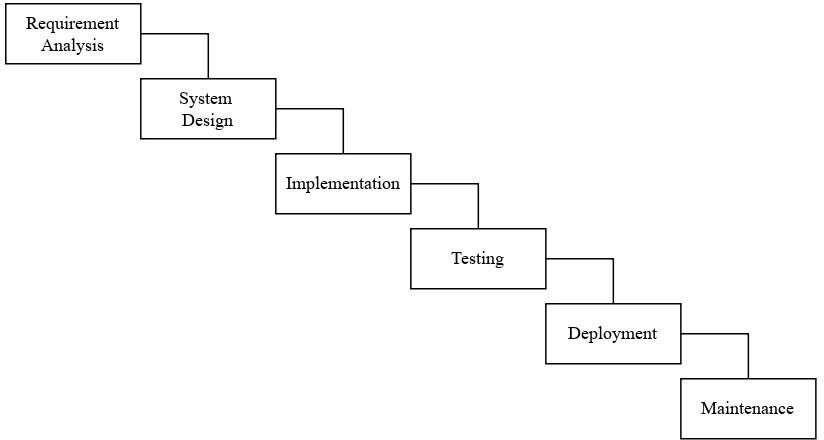 Requirement
Analysis
System
Design
Implementation
Testing
Deployment
Maintenance